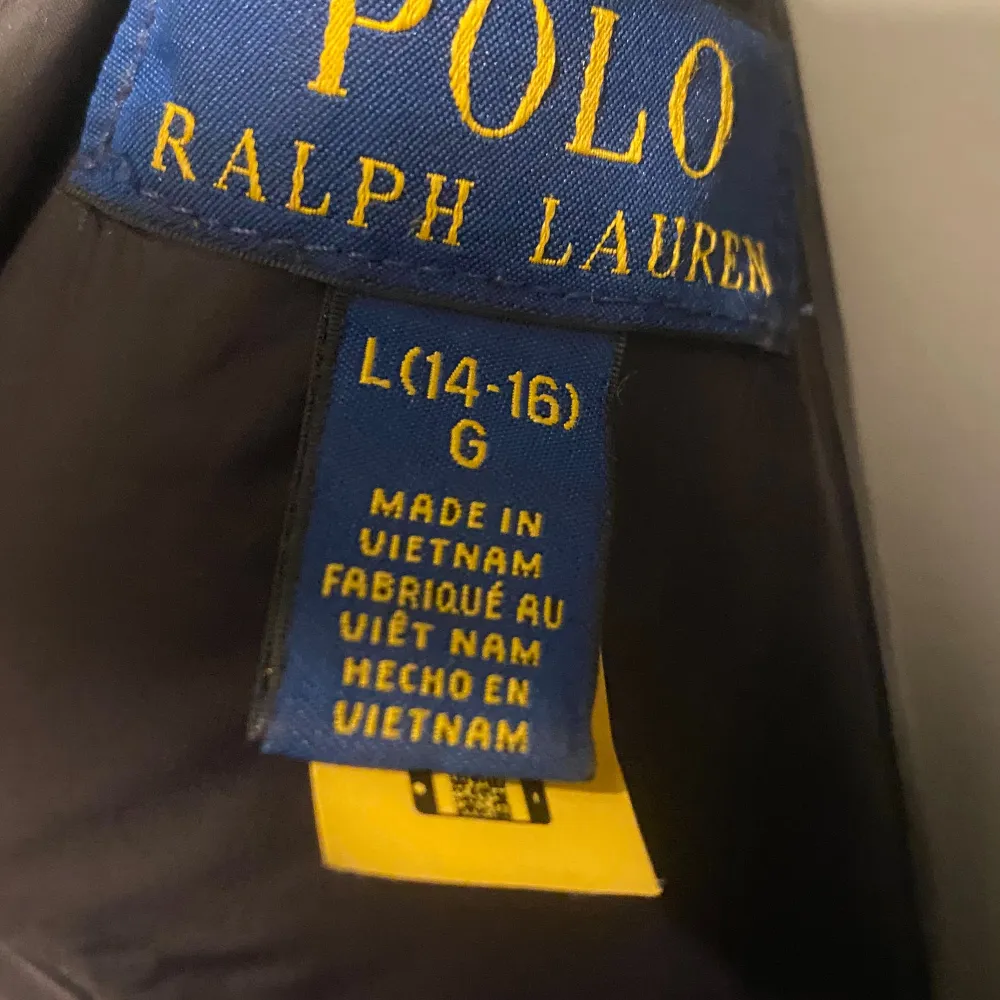 POLO
RALPH LAUREN
L(14-16)
G
MADE IN
VIETNAM
FABRIQUÉ AU
VIÊT NAM
HECHO EN
VIETNAM